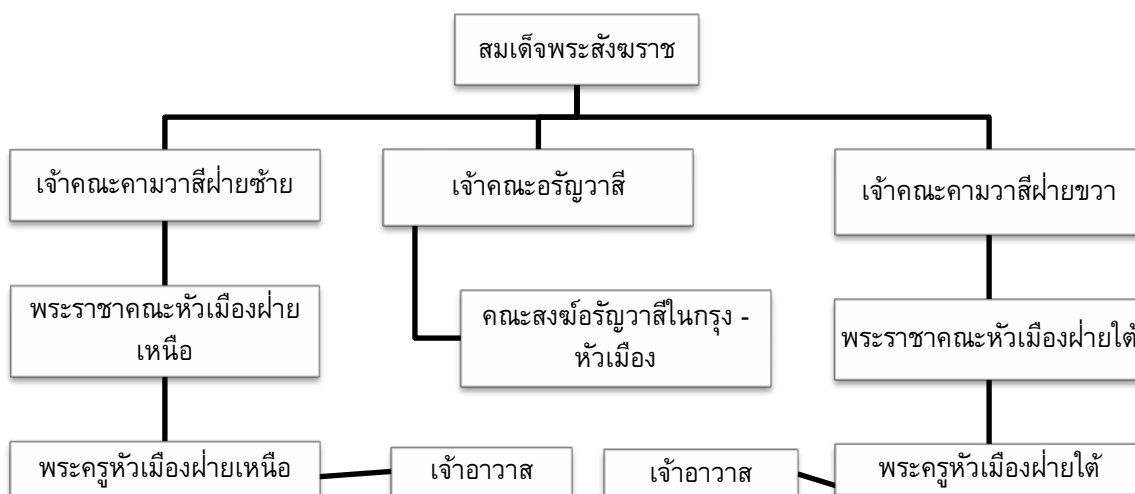 สมเด็จพระสังฆราช
เจ้าคณะคามวาสีฝ่ายซ้าย
เจ้าคณะอรัญวาสี
เจ้าคณะคามวาสีฝ่ายขวา
พระราชาคณะหัวเมืองฝ่าย
เหนือ
คณะสงฆ์อรัญวาสีในกรุง -
หัวเมือง
พระราชาคณะหัวเมืองฝ่ายใต้
พระครูหัวเมืองฝ่ายเหนือ
เจ้าอาวาส
เจ้าอาวาส
พระครูหัวเมืองฝ่ายใต้